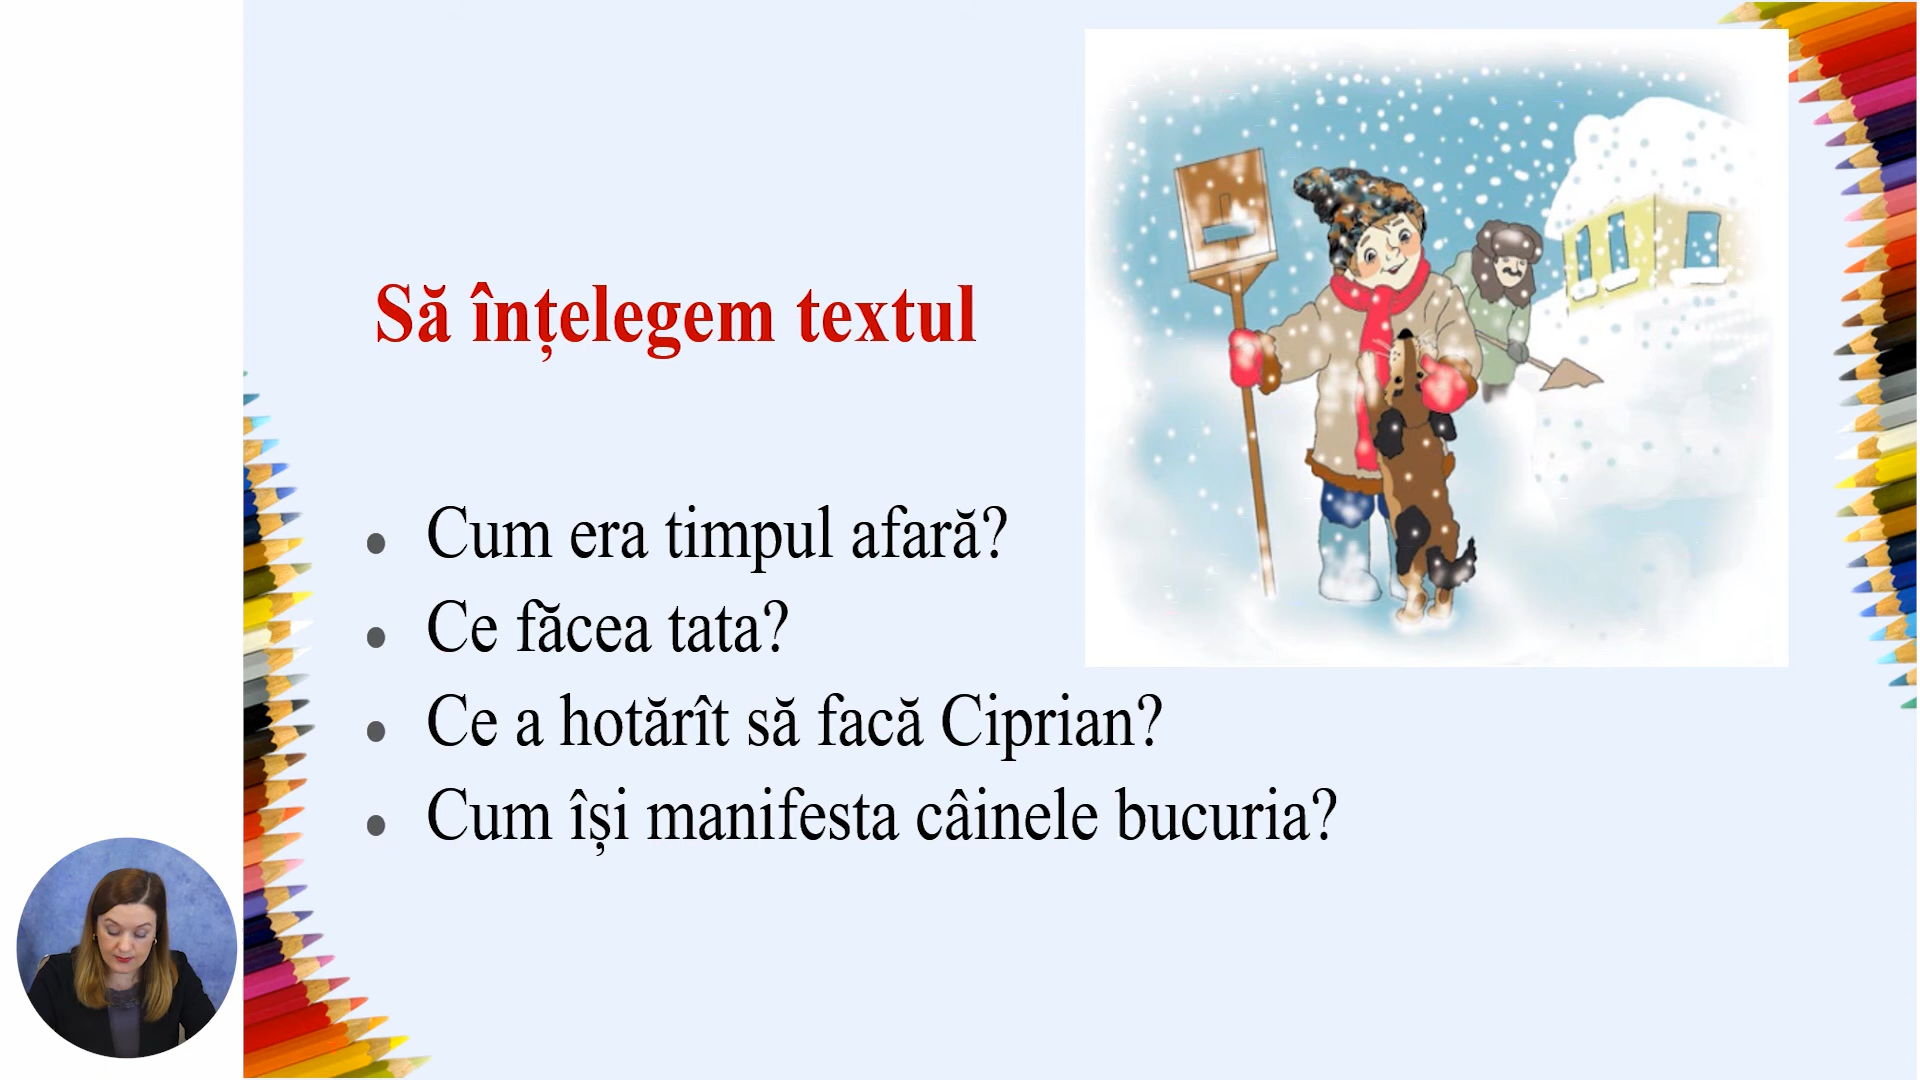 Să înțelegem textul
Cum era timpul afară?
Ce făcea tata?
Ce a hotărît să facă Ciprian?
Cum își manifesta câinele bucuria?